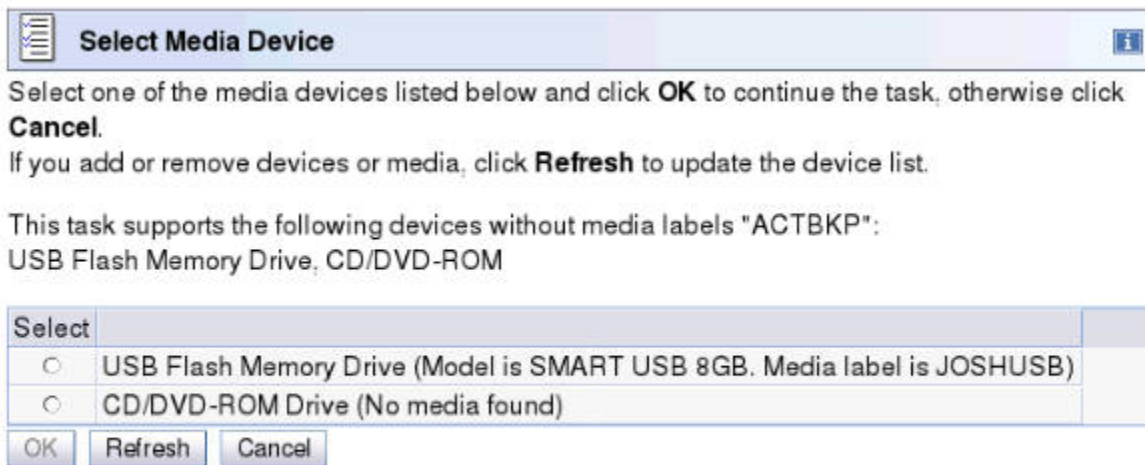 Select Media Device
Select one of the media devices listed below and click OK to continue the task, otherwise click
Cancel.
If you add or remove devices or media, click Refresh to update the device list.
This task supports the following devices without media labels "ACTBKP":
USB Flash Memory Drive, CD/DVD-ROM
Select
USB Flash Memory Drive (Model is SMART USB 8GB. Media label is JOSHUSB)
CD/DVD-ROM Drive (No media found)
OK Refresh Cancel